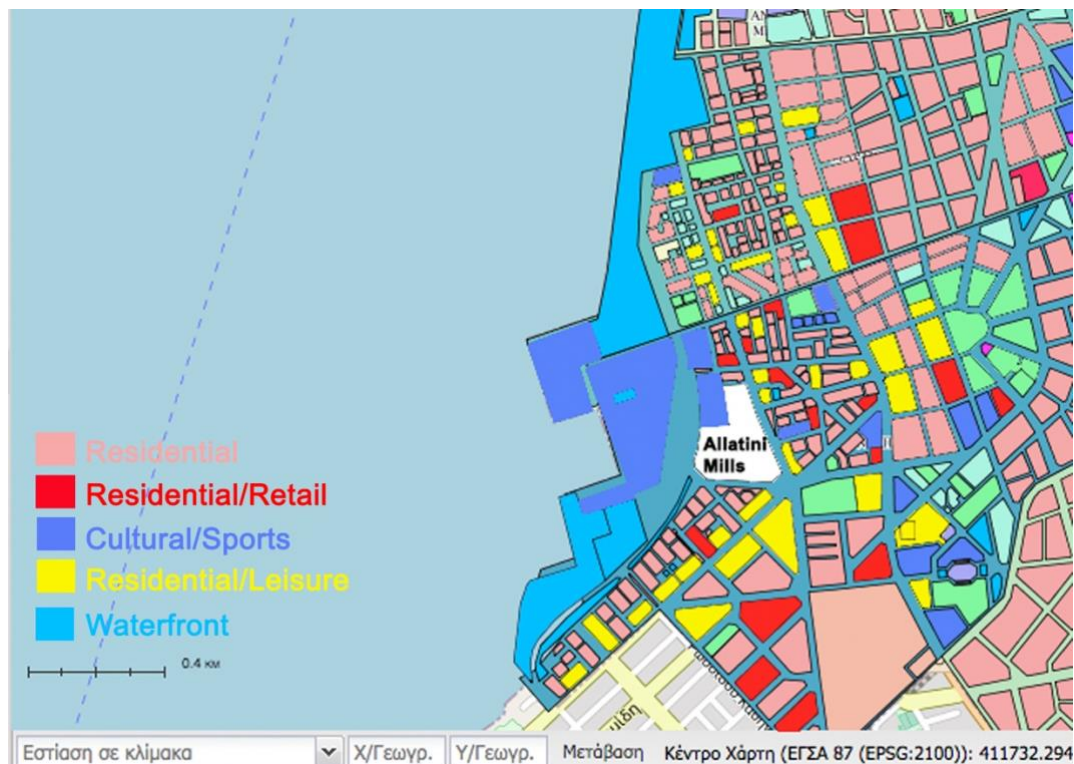 Allatini
Mills
Residential
Residential/Retail
Cultural/Sports
Residential/Leisure
Waterfront
0.4 км
Εστίαση σε κλίμακα
Χ/Γεωγρ.
Υ/Γεωγρ.
Μετάβαση
Κέντρο Χάρτη (ΕΓΣΑ 87 (EPSG:2100)): 411732.294